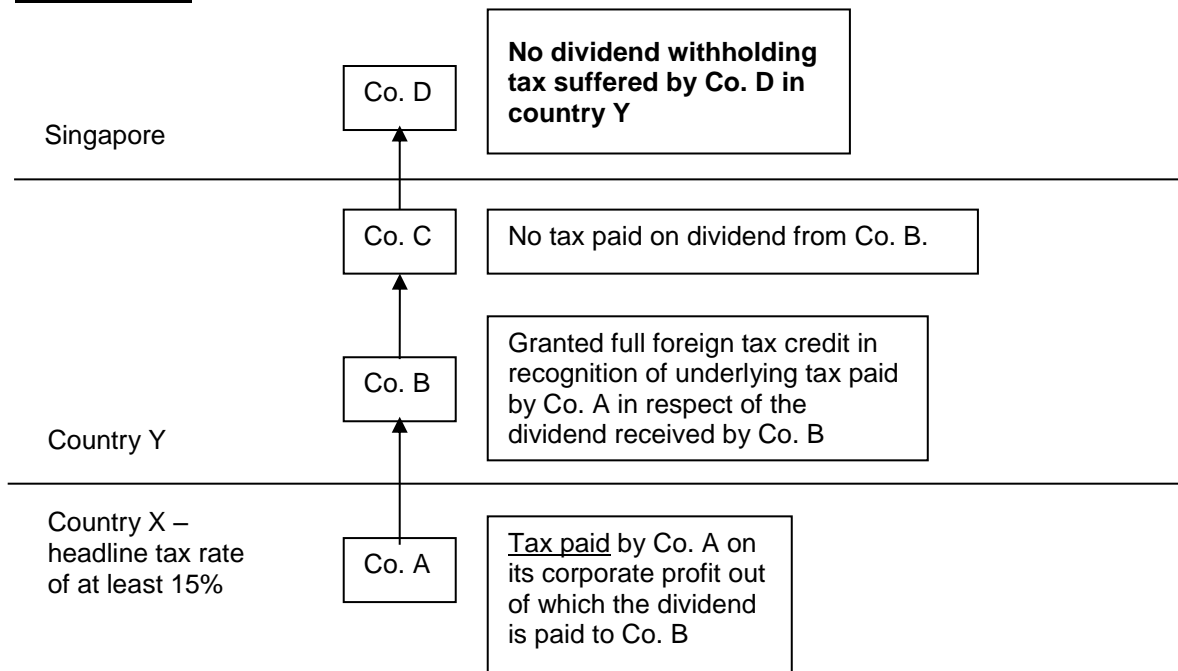 No dividend withholding
tax suffered by Co. D in
country Y
Co. D
Singapore
Co. C
No tax paid on dividend from Co. B.
Granted full foreign tax credit in
recognition of underlying tax paid
by Co. A in respect of the
dividend received by Co. B
Co. B
Country Y
Country X –
headline tax rate
of at least 15%
Co. A
Tax paid by Co. A on
its corporate profit out
of which the dividend
is paid to Co. B